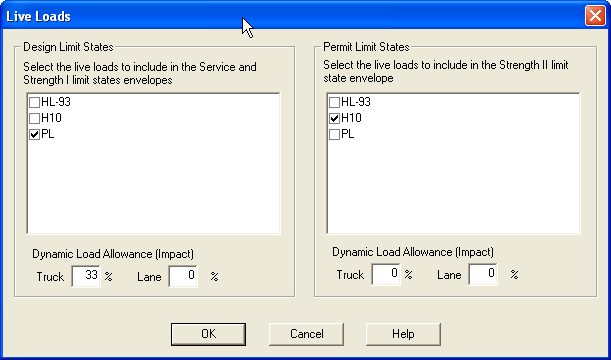 Live Loads
Design Limit States
Select the live loads to include in the Service and
Strength I limit states envelopes
HL-93
H10
PL
Dynamic Load Allowance (Impact)
Truck 33 % Lane 0 %
Permit Limit States
Select the live loads to include in the Strength II limit
state envelope
HL-93
H10
PL
Dynamic Load Allowance (Impact)
Truck 0 % Lane 0 %
OK Cancel Help